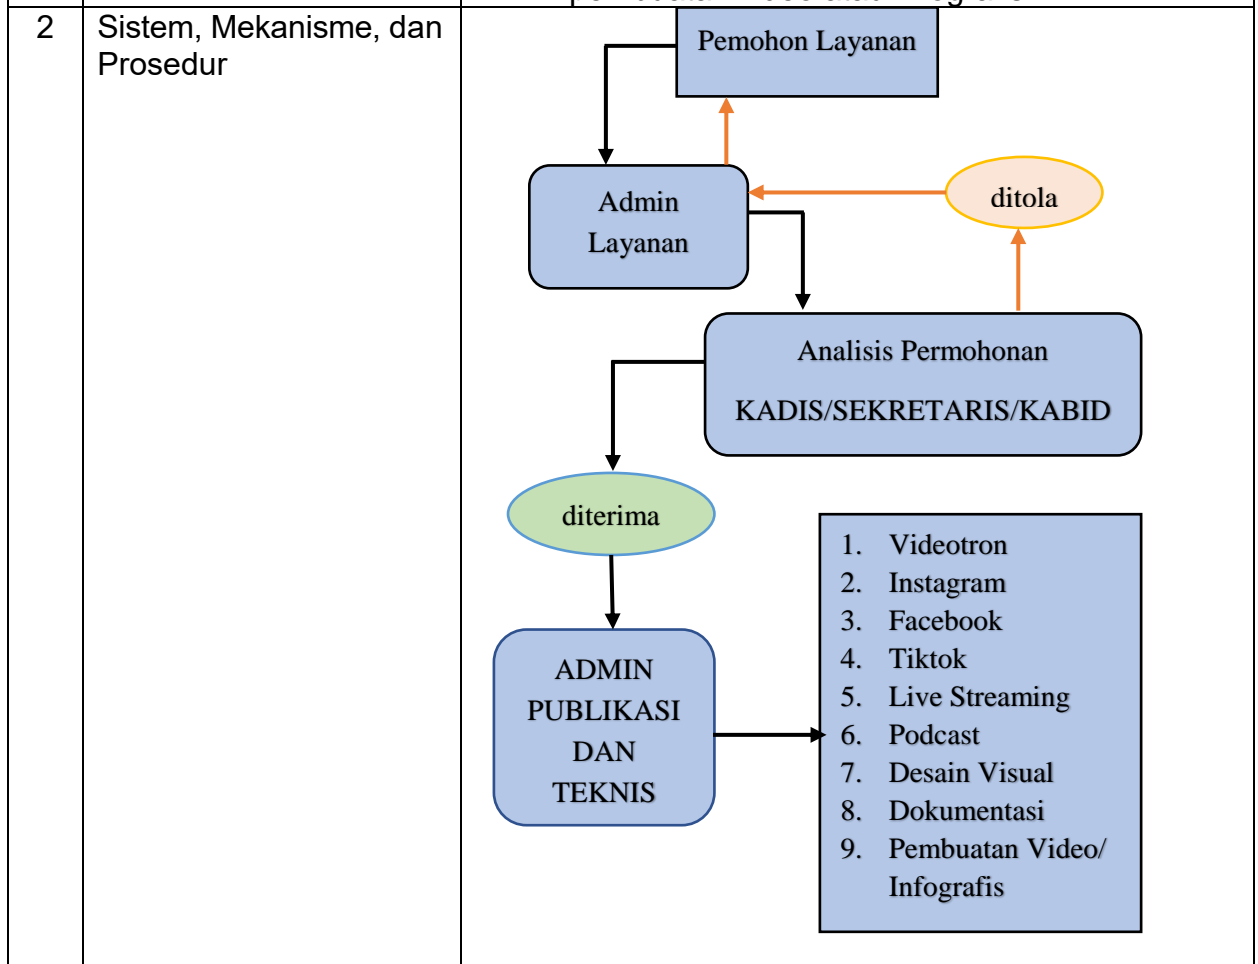 2
Sistem, Mekanisme, dan
Prosedur
Pemohon Layanan
Admin
Layanan
ditola
Analisis Permohonan
KADIS/SEKRETARIS/KABID
diterima
ADMIN
PUBLIKASI
DAN
TEKNIS
1. Videotron
2. Instagram
3. Facebook
4. Tiktok
5. Live Streaming
6. Podcast
7. Desain Visual
8. Dokumentasi
9. Pembuatan Video/
Infografis